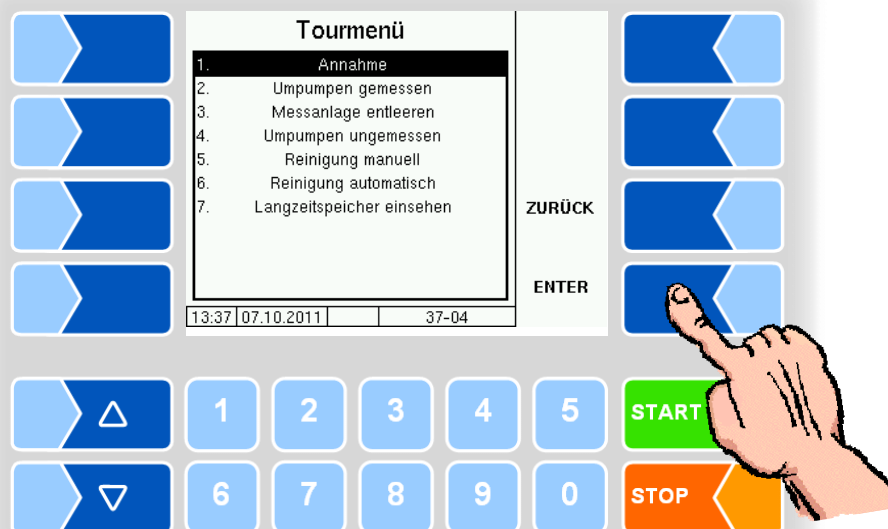 Tourmenü
1. Annahme
2. Umpumpen gemessen
3. Messanlage entleeren
4. Umpumpen ungemessen
5. Reinigung manuell
6. Reinigung automatisch
7. Langzeitspeicher einsehen
ZURÜCK
ENTER
13:37 07.10.2011 37-04
1 2 3 4 5 START
6 7 8 9 0 STOP